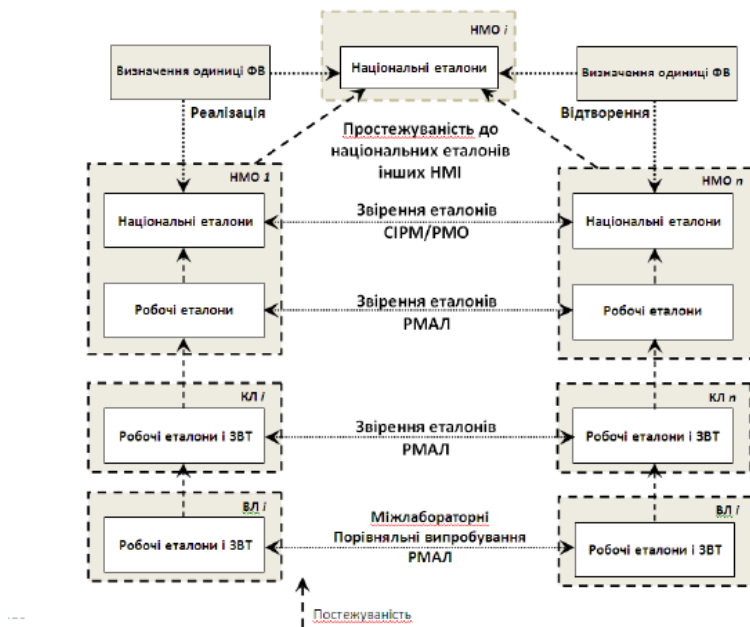 НМО i
Визначення одиниці ФВ
Національні еталони
Визначення одиниці ФВ
Реалізація
Відтворення
Простежуваність до
національних еталонів
інших НМІ
НМО 1
НМО n
Національні еталони
Звірення еталонів
СІРМ/РМО
Національні еталони
Робочі еталони
Звірення еталонів
РМАЛ
Робочі еталони
КЛ i
КЛ n
Робочі еталони і ЗВТ
Звірення еталонів
РМАЛ
Робочі еталони і ЗВТ
ВЛ i
ВЛ i
Робочі еталони і ЗВТ
Міжлабораторні
Порівняльні випробування
РМАЛ
Робочі еталони і ЗВТ
Постежуваність